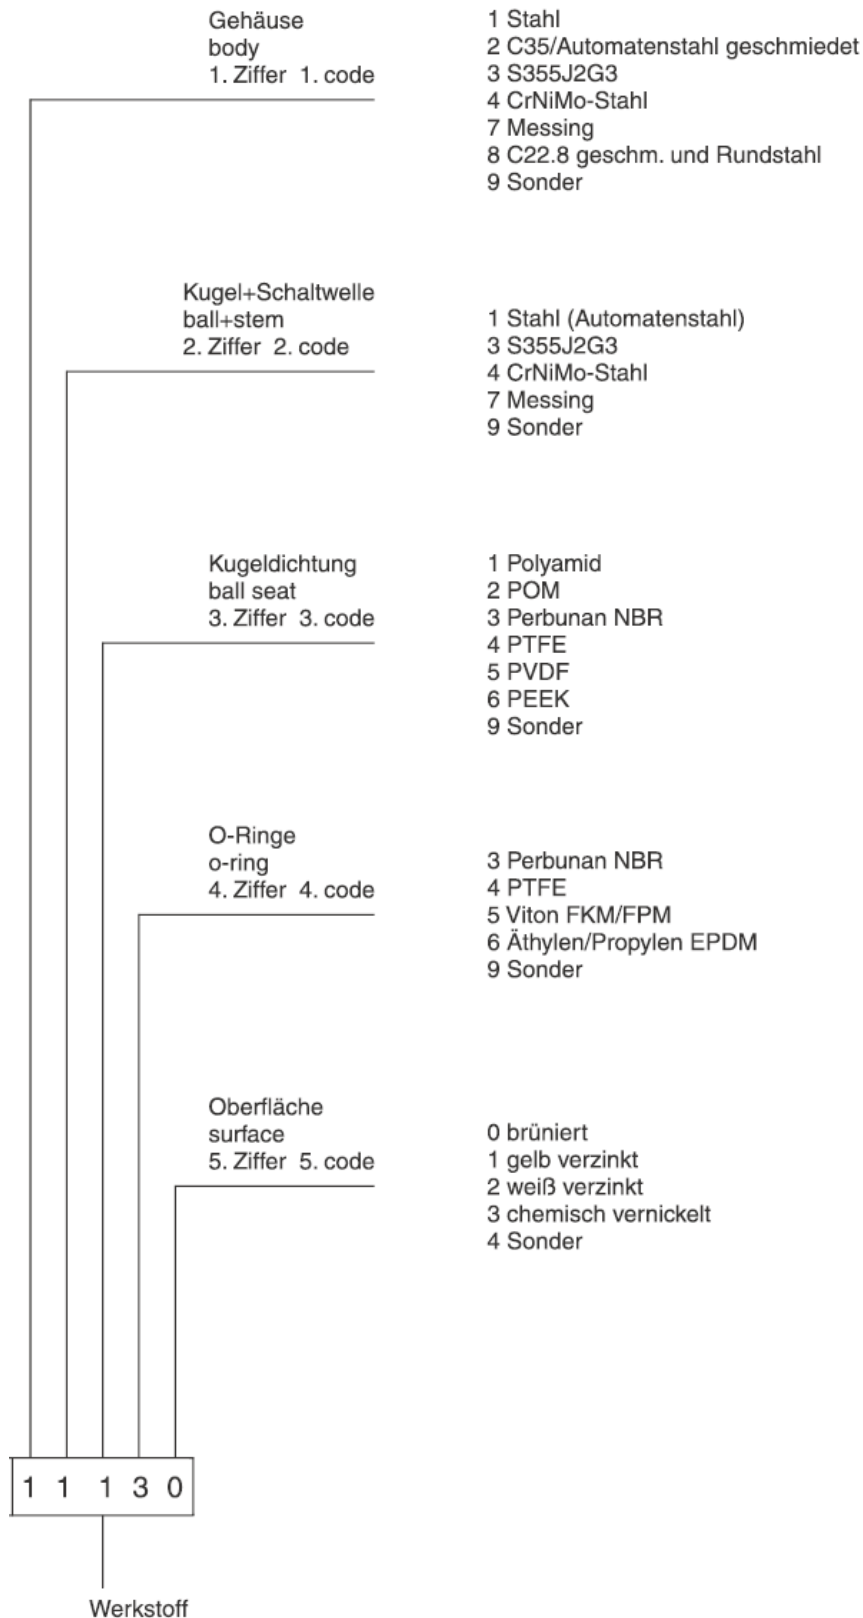 Gehäuse
body
1. Ziffer 1. code
1 Stahl
2 C35/Automatenstahl geschmiedet
3 S355J2G3
4 CrNiMo-Stahl
7 Messing
8 C22.8 geschm. und Rundstahl
9 Sonder
Kugel+Schaltwelle
ball+stem
2. Ziffer 2. code
1 Stahl (Automatenstahl)
3 S355J2G3
4 CrNiMo-Stahl
7 Messing
9 Sonder
Kugeldichtung
ball seat
3. Ziffer 3. code
1 Polyamid
2 POM
3 Perbunan NBR
4 PTFE
5 PVDF
6 PEEK
9 Sonder
O-Ringe
o-ring
4. Ziffer 4. code
3 Perbunan NBR
4 PTFE
5 Viton FKM/FPM
6 Äthylen/Propylen EPDM
9 Sonder
Oberfläche
surface
5. Ziffer 5. code
0 brüniert
1 gelb verzinkt
2 weiß verzinkt
3 chemisch vernickelt
4 Sonder
1 1 1 3 0
Werkstoff